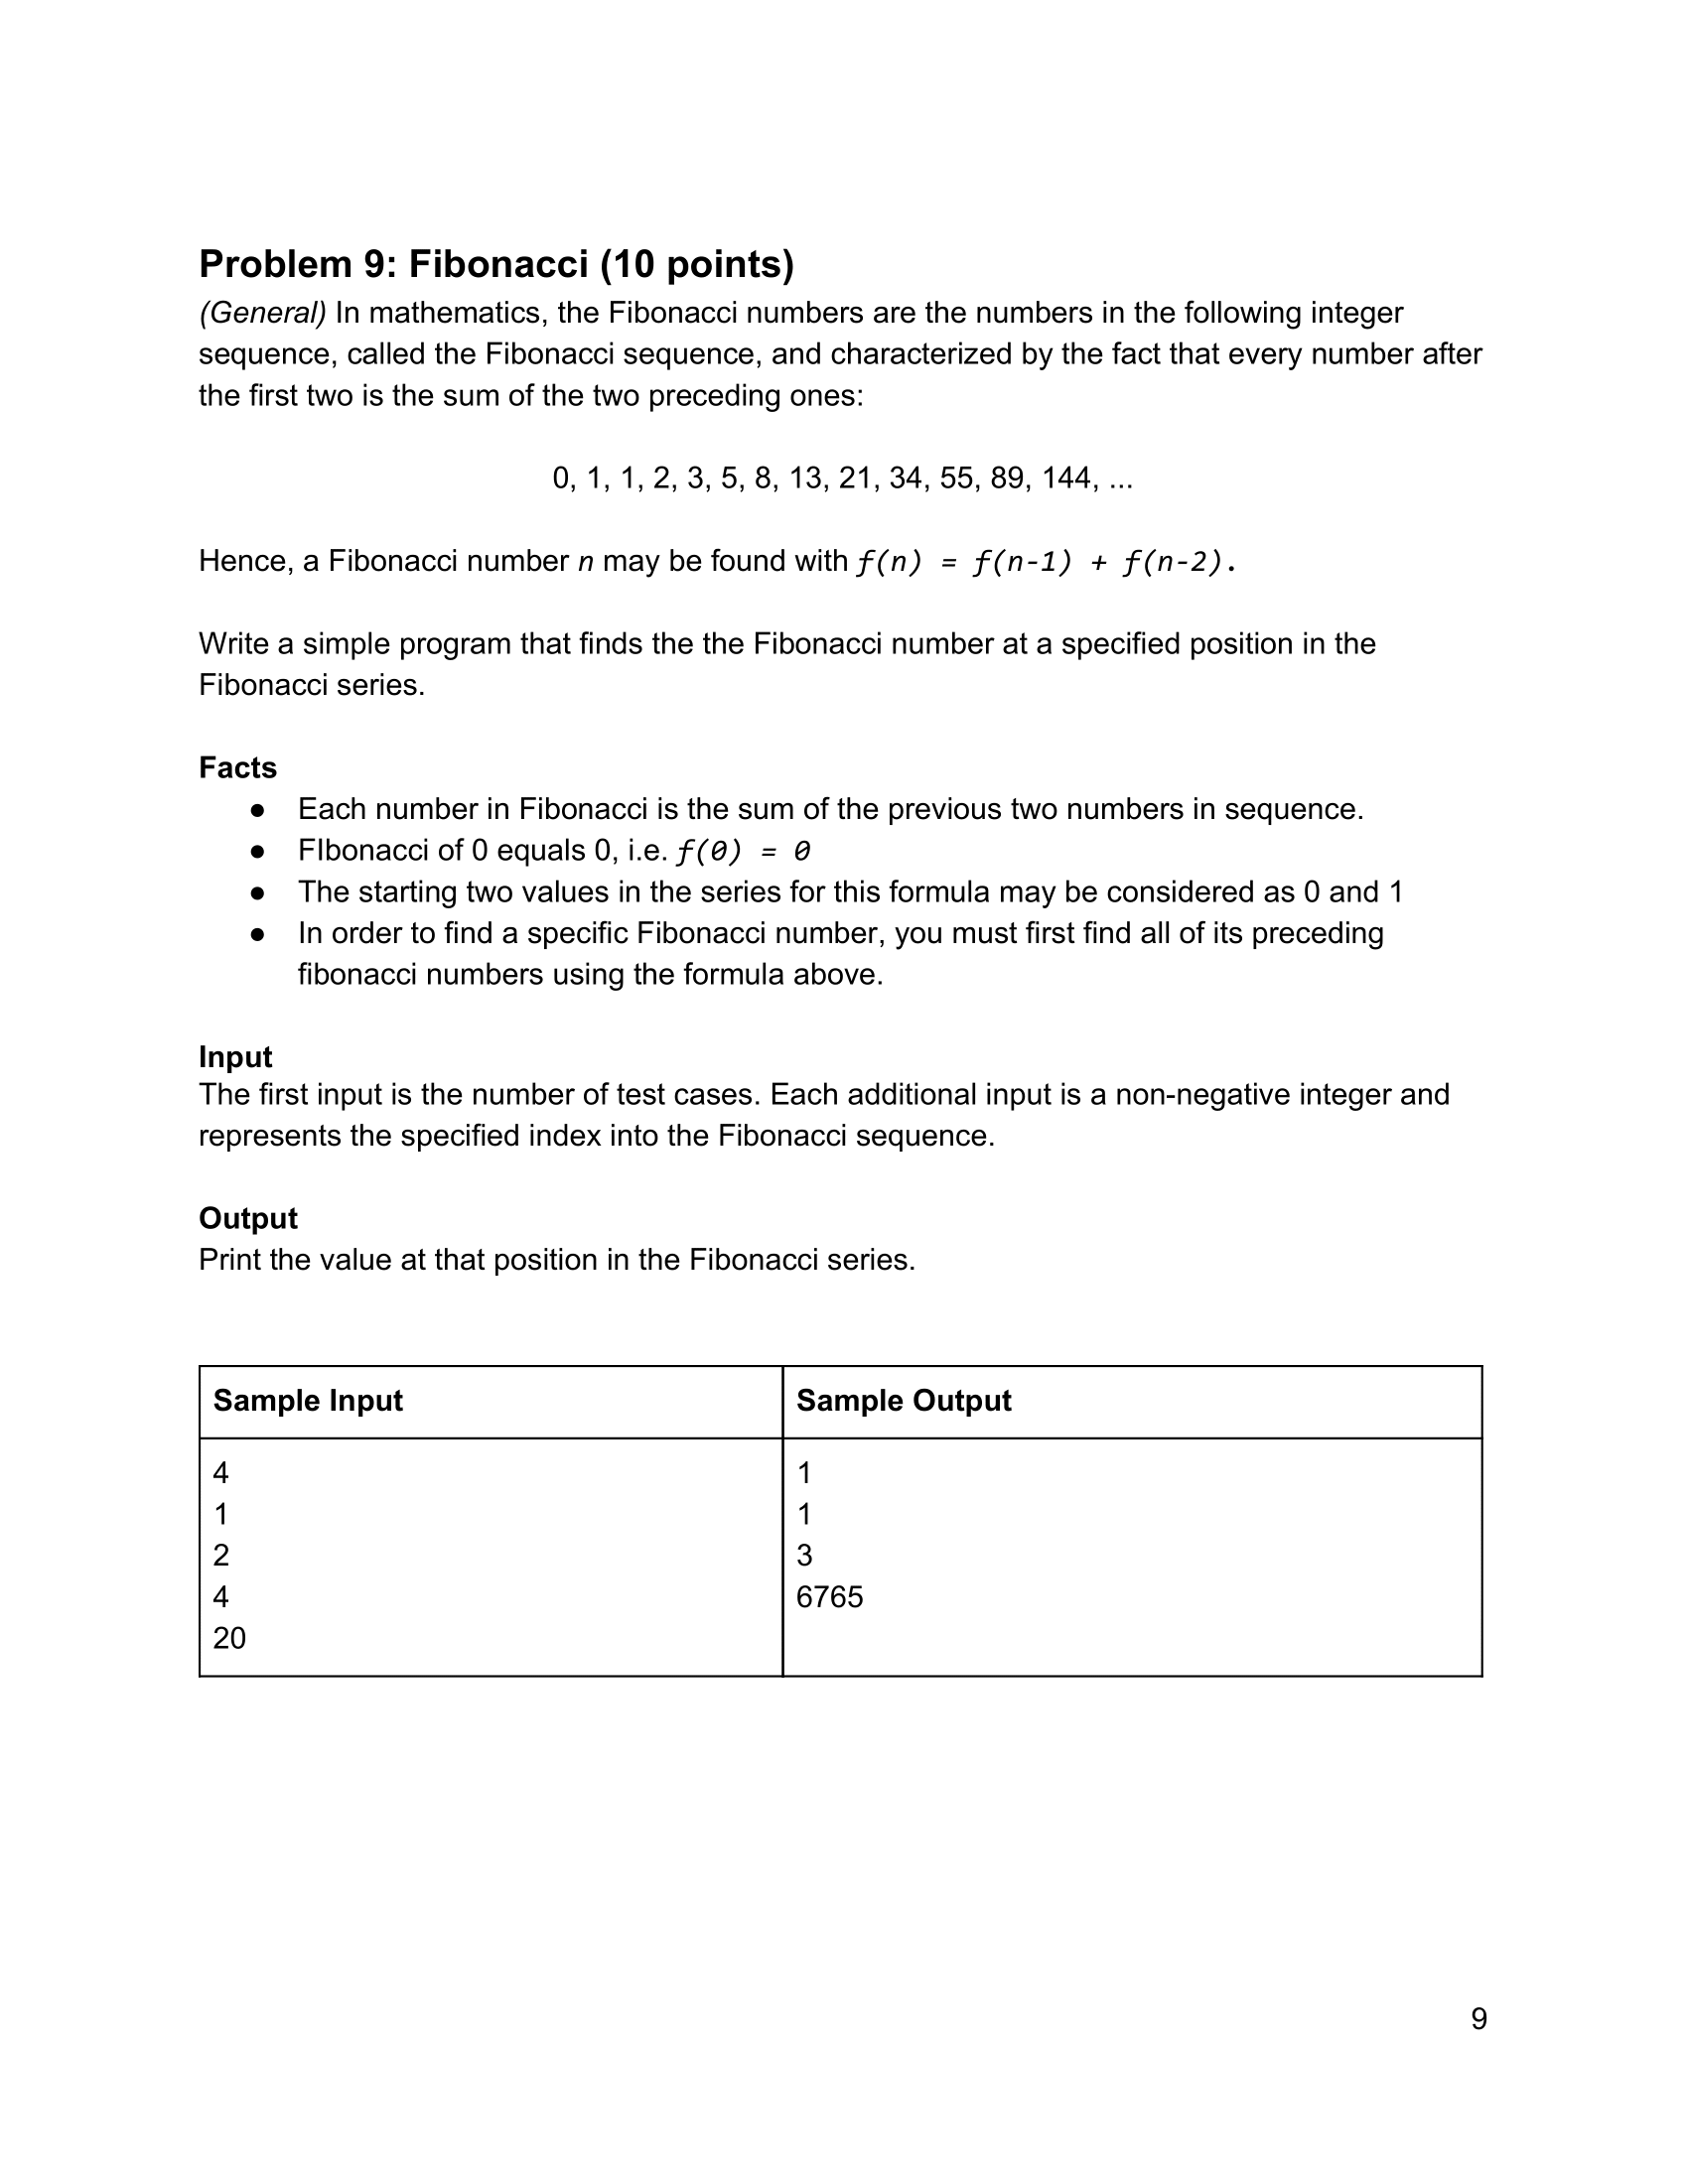 Problem 9: Fibonacci (10 points)
(General) In mathematics, the Fibonacci numbers are the numbers in the following integer
sequence, called the Fibonacci sequence, and characterized by the fact that every number after
the first two is the sum of the two preceding ones:
0, 1, 1, 2, 3, 5, 8, 13, 21, 34, 55, 89, 144, ...
Hence, a Fibonacci number n may be found with f(n) = f(n-1) + f(n-2).
Write a simple program that finds the the Fibonacci number at a specified position in the
Fibonacci series.
Facts
● Each number in Fibonacci is the sum of the previous two numbers in sequence.
● FIbonacci of 0 equals 0, i.e. f(0) = 0
● The starting two values in the series for this formula may be considered as 0 and 1
● In order to find a specific Fibonacci number, you must first find all of its preceding
fibonacci numbers using the formula above.
Input
The first input is the number of test cases. Each additional input is a non-negative integer and
represents the specified index into the Fibonacci sequence.
Output
Print the value at that position in the Fibonacci series.
Sample Input
Sample Output
4
1
2
4
20
1
1
3
6765
9